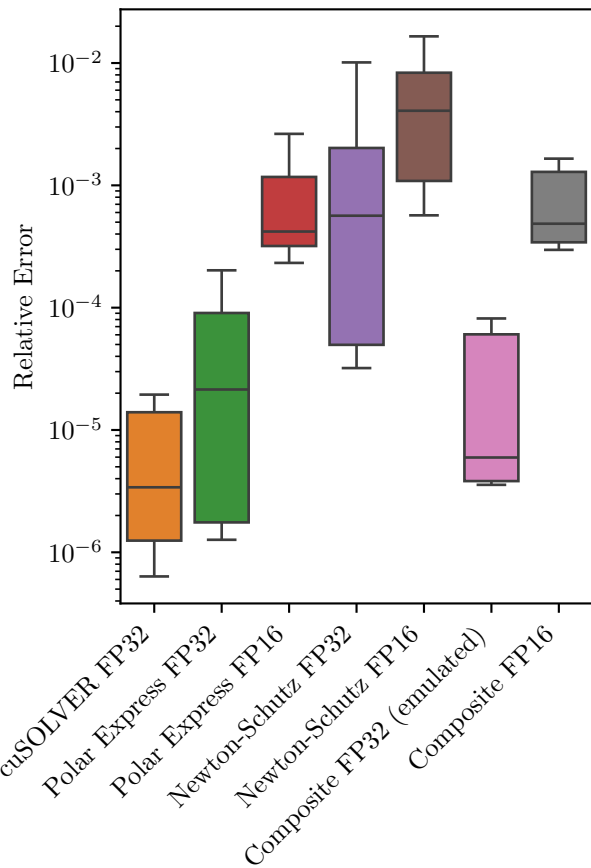 Relative Error
10⁻²
10⁻³
10⁻⁴
10⁻⁵
10⁻⁶
cuSOLVER FP32
Polar Express FP32
Polar Express FP16
Newton-Schutz FP32
Newton-Schutz FP16
Composite FP32 (emulated)
Composite FP16